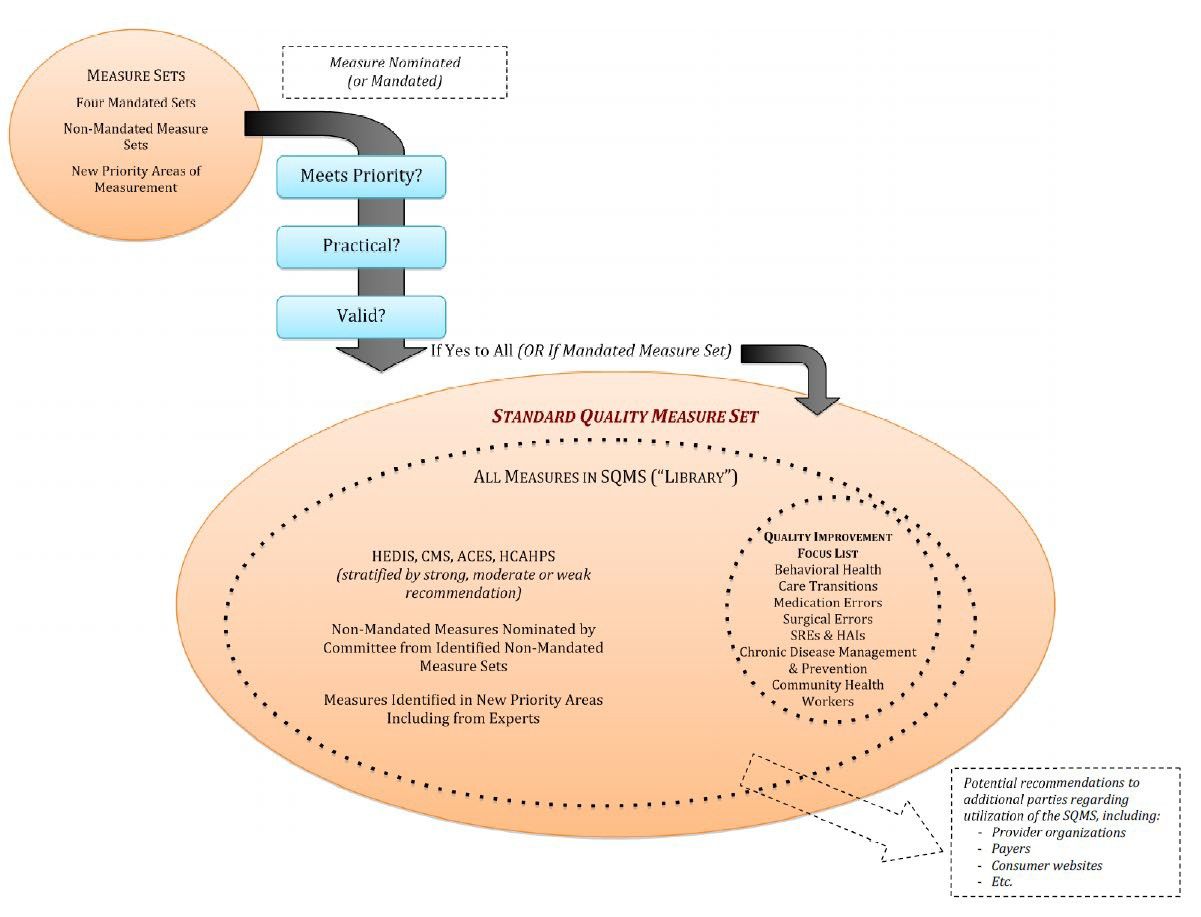 MEASURE SETS
Four Mandated Sets
Non-Mandated Measure
Sets
New Priority Areas of
Measurement
Measure Nominated
(or Mandated)
Meets Priority?
Practical?
Valid?
If Yes to All (OR If Mandated Measure Set)
STANDARD QUALITY MEASURE SET
ALL MEASURES IN SQMS (“LIBRARY”)
HEDIS, CMS, ACES, HCAHPS
(stratified by strong, moderate or weak
recommendation)
Non-Mandated Measures Nominated by
Committee from Identified Non-Mandated
Measure Sets
Measures Identified in New Priority Areas
Including from Experts
QUALITY IMPROVEMENT
FOCUS LIST
Behavioral Health
Care Transitions
Medication Errors
Surgical Errors
SREs & HAIs
Chronic Disease Management
& Prevention
Community Health
Workers
Potential recommendations to
additional parties regarding
utilization of the SQMS, including:
- Provider organizations
- Payers
- Consumer websites
- Etc.